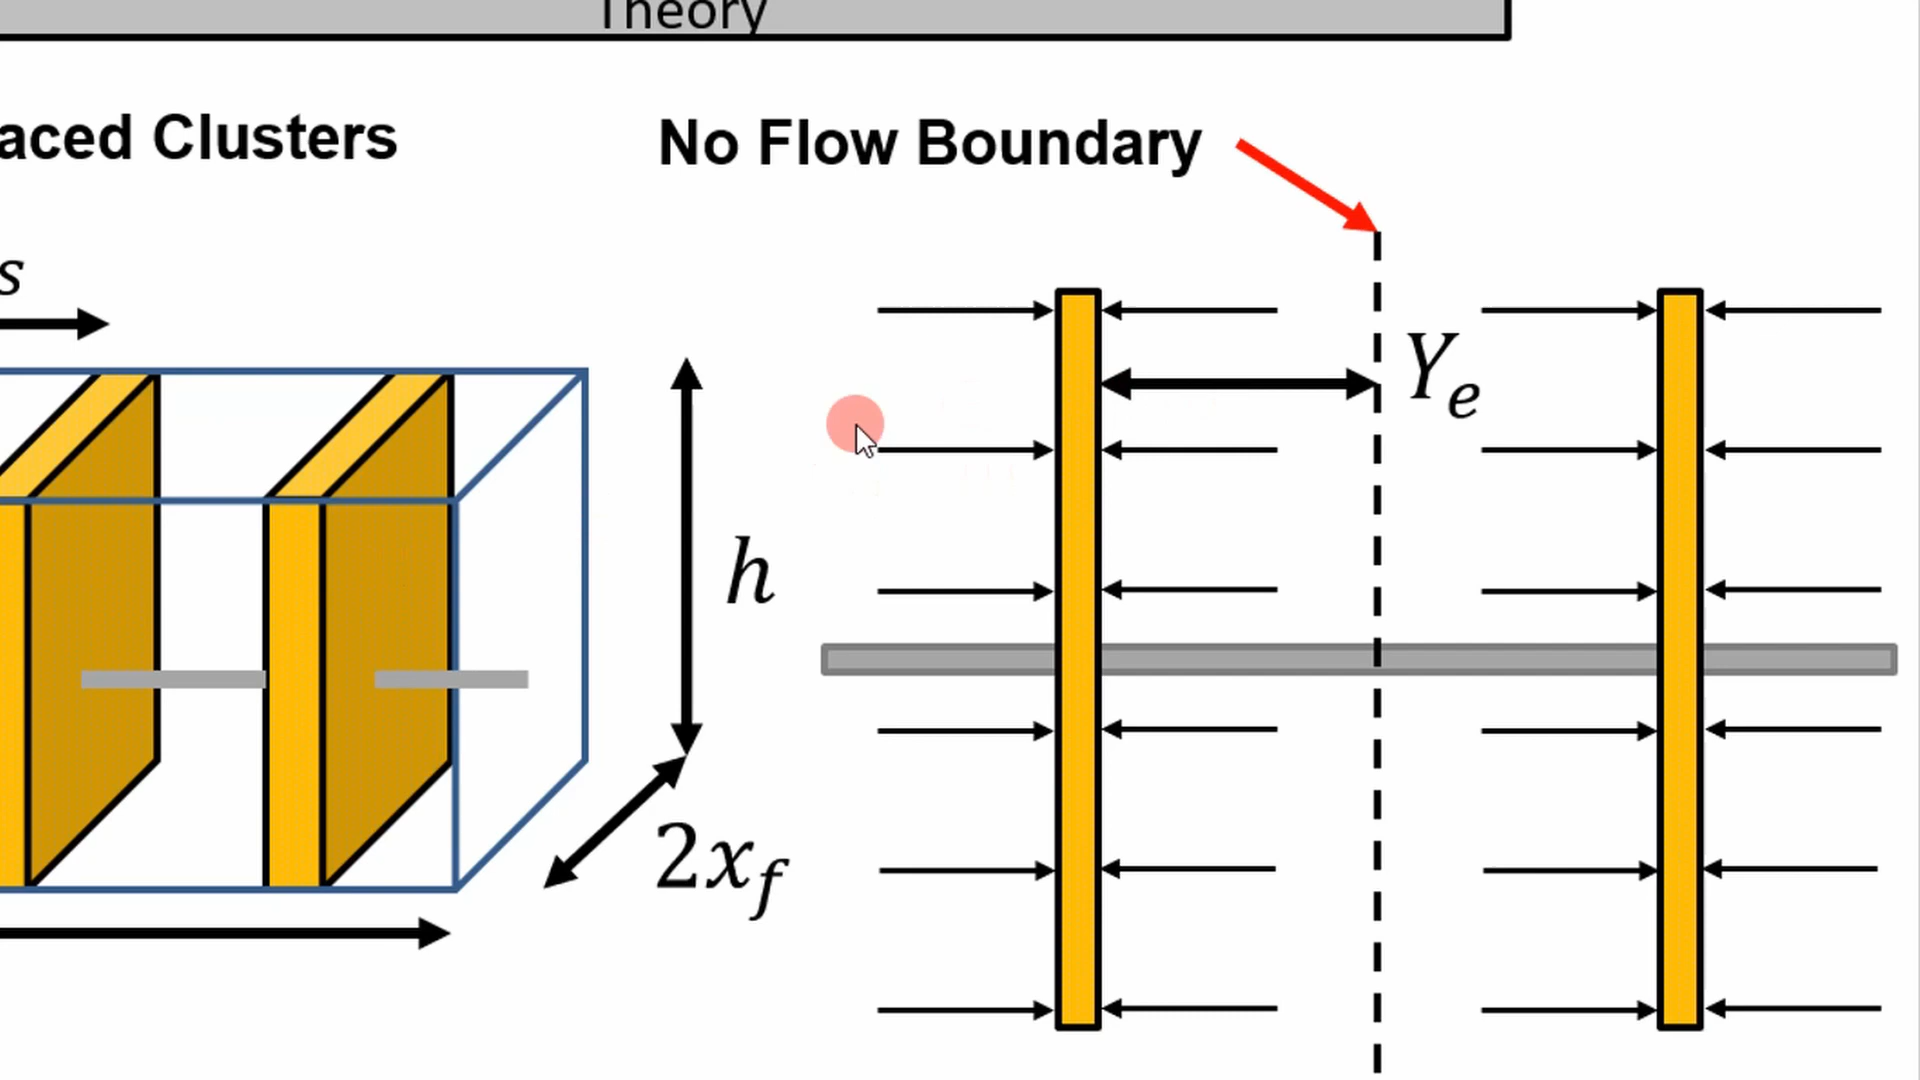 Theory
aced Clusters
No Flow Boundary
s
Yₑ
h
2x_f